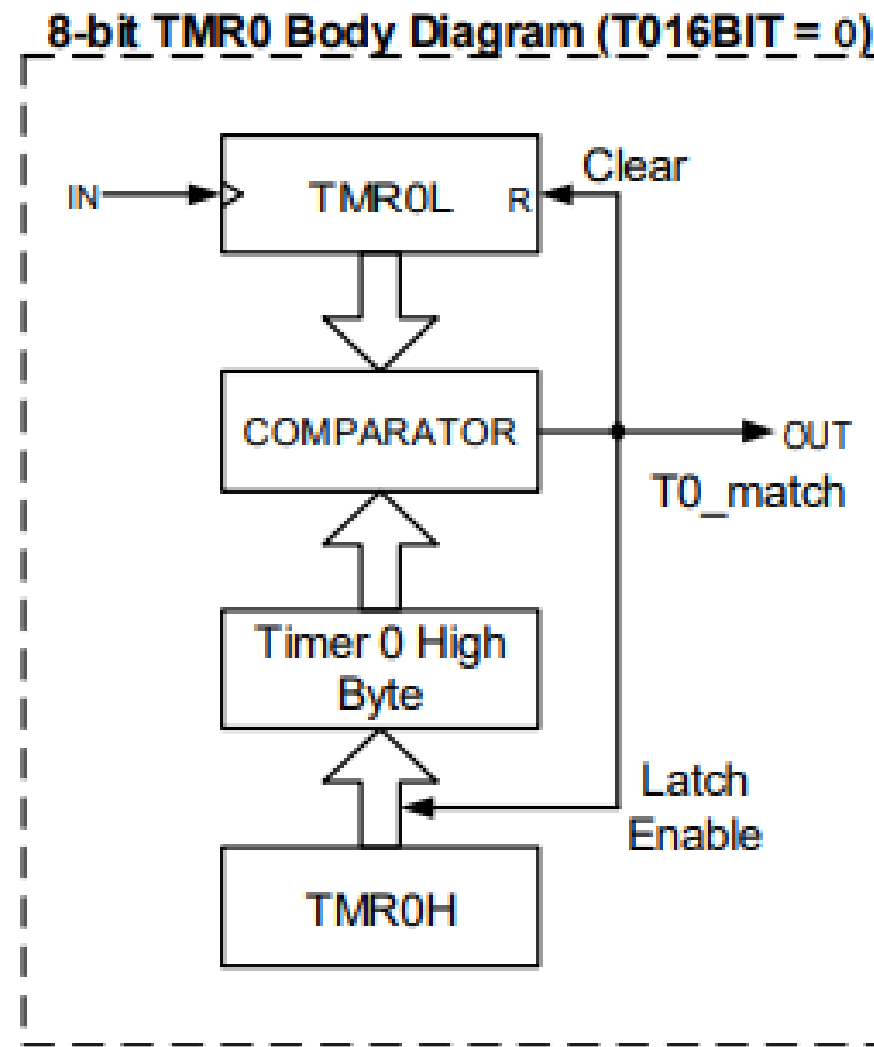 8-bit TMR0 Body Diagram (T016BIT = 0)
Clear
IN
TMR0L
R
COMPARATOR
OUT
T0_match
Timer 0 High
Byte
Latch
Enable
TMR0H